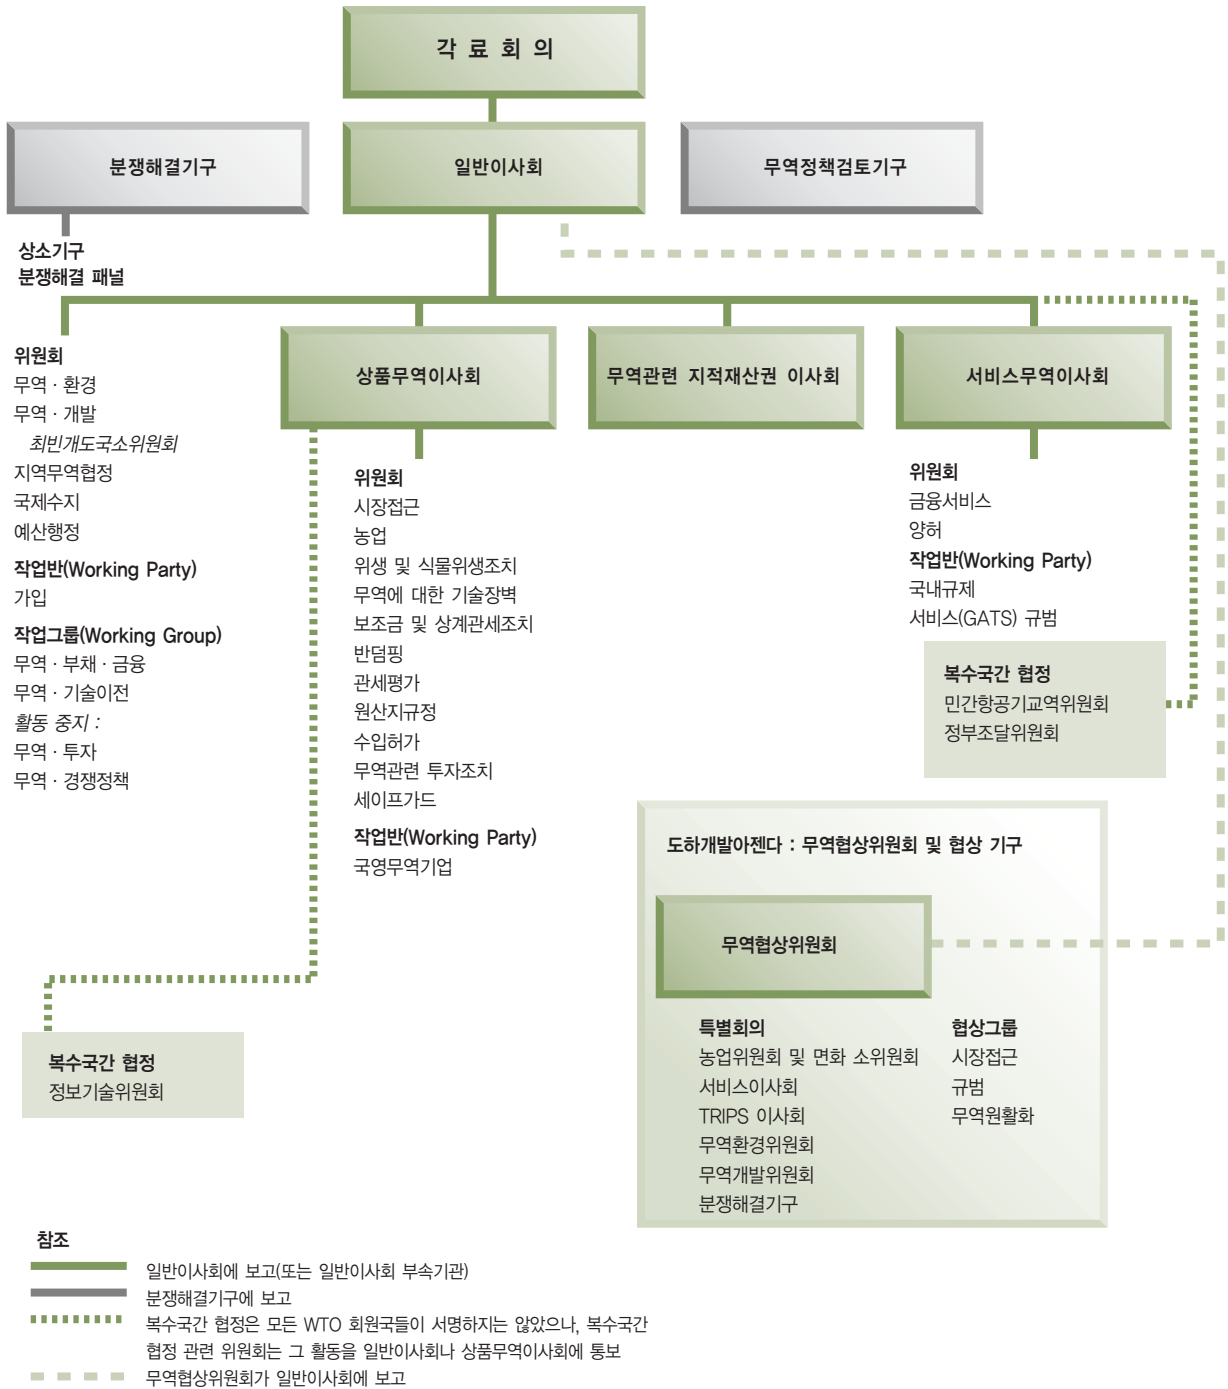 각 료 회 의
분쟁해결기구
일반이사회
무역정책검토기구
상소기구
분쟁해결 패널
위원회
무역 · 환경
무역 · 개발
최빈개도국소위원회
지역무역협정
국제수지
예산행정
작업반(Working Party)
가입
작업그룹(Working Group)
무역 · 부채 · 금융
무역 · 기술이전
활동 중지 :
무역 · 투자
무역 · 경쟁정책
상품무역이사회
위원회
시장접근
농업
위생 및 식물위생조치
무역에 대한 기술장벽
보조금 및 상계관세조치
반덤핑
관세평가
원산지규정
수입허가
무역관련 투자조치
세이프가드
작업반(Working Party)
국영무역기업
무역관련 지적재산권 이사회
서비스무역이사회
위원회
금융서비스
양허
작업반(Working Party)
국내규제
서비스(GATS) 규범
복수국간 협정
민간항공기교역위원회
정부조달위원회
복수국간 협정
정보기술위원회
도하개발아젠다 : 무역협상위원회 및 협상 기구
무역협상위원회
특별회의
농업위원회 및 면화 소위원회
서비스이사회
TRIPS 이사회
무역환경위원회
무역개발위원회
분쟁해결기구
협상그룹
시장접근
규범
무역원활화
참조
일반이사회에 보고(또는 일반이사회 부속기관)
분쟁해결기구에 보고
복수국간 협정은 모든 WTO 회원국들이 서명하지는 않았으나, 복수국간
협정 관련 위원회는 그 활동을 일반이사회나 상품무역이사회에 통보
무역협상위원회가 일반이사회에 보고